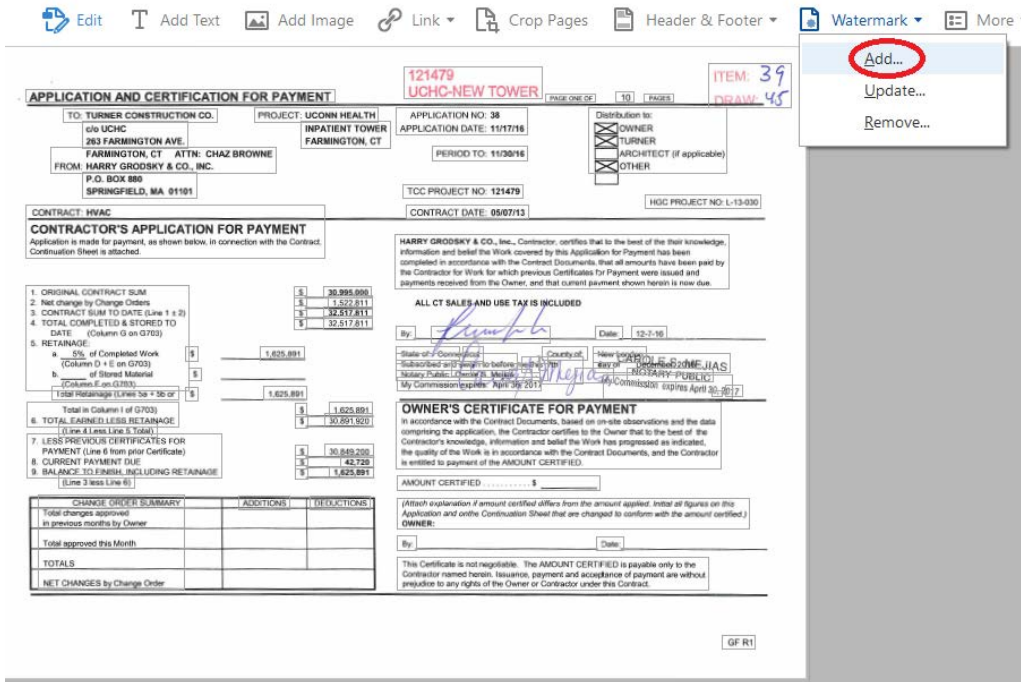 Edit Add Text Add Image Link Crop Pages Header & Footer Watermark More
Add...
Update...
Remove...
121479
UCHC-NEW TOWER
ITEM: 39
DRAW: 45
APPLICATION AND CERTIFICATION FOR PAYMENT
PAGE ONE OF 10 PAGES
TO: TURNER CONSTRUCTION CO.
c/o UCHC
263 FARMINGTON AVE.
FARMINGTON, CT ATTN: CHAZ BROWNE
FROM: HARRY GRODSKY & CO., INC.
P.O. BOX 880
SPRINGFIELD, MA 01101
PROJECT: UCONN HEALTH
INPATIENT TOWER
FARMINGTON, CT
APPLICATION NO: 38
APPLICATION DATE: 11/17/16
PERIOD TO: 11/30/16
TCC PROJECT NO: 121479
CONTRACT DATE: 05/07/13
Distribution to:
OWNER
TURNER
ARCHITECT (if applicable)
OTHER
HGC PROJECT NO: L-13-030
CONTRACT: HVAC
CONTRACTOR'S APPLICATION FOR PAYMENT
Application is made for payment, as shown below, in connection with the Contract.
Continuation Sheet is attached.
1. ORIGINAL CONTRACT SUM $ 30,995,000
2. Net change by Change Orders $ 1,522,811
3. CONTRACT SUM TO DATE (Line 1 ± 2) $ 32,517,811
4. TOTAL COMPLETED & STORED TO $ 32,517,811
DATE (Column G on G703)
5. RETAINAGE:
a. 5% of Completed Work $ 1,625,891
(Column D + E on G703)
b. of Stored Material $
(Column F on G703)
Total Retainage (Lines 5a + 5b or $ 1,625,891
Total in Column I of G703) $ 1,625,891
6. TOTAL EARNED LESS RETAINAGE $ 30,891,920
(Line 4 Less Line 5 Total)
7. LESS PREVIOUS CERTIFICATES FOR
PAYMENT (Line 6 from prior Certificate) $ 30,849,200
8. CURRENT PAYMENT DUE $ 42,720
9. BALANCE TO FINISH, INCLUDING RETAINAGE $ 1,625,891
(Line 3 less Line 6)
CHANGE ORDER SUMMARY ADDITIONS DEDUCTIONS
Total changes approved
in previous months by Owner
Total approved this Month
TOTALS
NET CHANGES by Change Order
HARRY GRODSKY & CO., Inc., Contractor, certifies that to the best of the their knowledge,
information and belief the Work covered by this Application for Payment has been
completed in accordance with the Contract Documents, that all amounts have been paid by
the Contractor for Work for which previous Certificates for Payment were issued and
payments received from the Owner, and that current payment shown herein is now due.
ALL CT SALES AND USE TAX IS INCLUDED
By: Date: 12-7-16
State of: Connecticut County of: New London
Subscribed and sworn to before me this 7th day of December 2016
Notary Public: Carole S. Mejias
My Commission expires: April 30, 2017
CAROLE S. MEJIAS
NOTARY PUBLIC
My Commission expires April 30, 2017
OWNER'S CERTIFICATE FOR PAYMENT
In accordance with the Contract Documents, based on on-site observations and the data
comprising the application, the Contractor certifies to the Owner that to the best of the
Contractor's knowledge, information and belief the Work has progressed as indicated,
the quality of the Work is in accordance with the Contract Documents, and the Contractor
is entitled to payment of the AMOUNT CERTIFIED.
AMOUNT CERTIFIED . . . . . . . . . . . $
(Attach explanation if amount certified differs from the amount applied. Initial all figures on this
Application and onthe Continuation Sheet that are changed to conform with the amount certified.)
OWNER:
By: Date:
This Certificate is not negotiable. The AMOUNT CERTIFIED is payable only to the
Contractor named herein. Issuance, payment and acceptance of payment are without
prejudice to any rights of the Owner or Contractor under this Contract.
GF R1